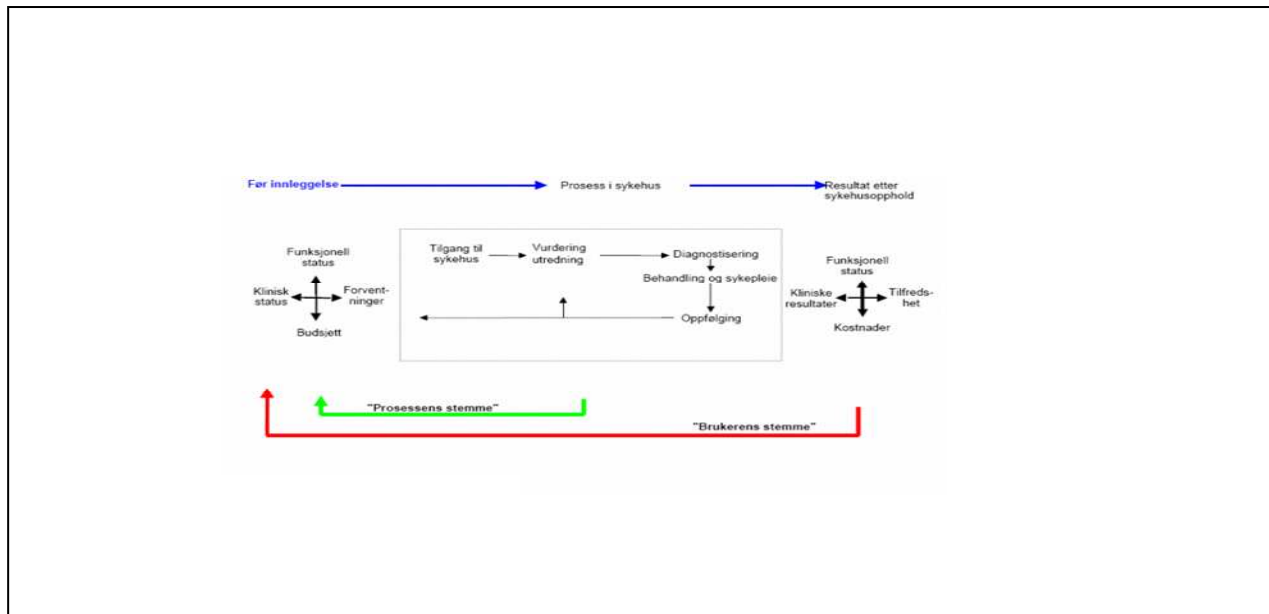 Før innleggelse
Prosess i sykehus
Resultat etter
sykehusopphold
Funksjonell
status
Klinisk
status
Forvent-
ninger
Budsjett
Tilgang til
sykehus
Vurdering
utredning
Diagnostisering
Behandling og sykepleie
Oppfølging
Funksjonell
status
Kliniske
resultater
Tilfreds-
het
Kostnader
"Prosessens stemme"
"Brukerens stemme"